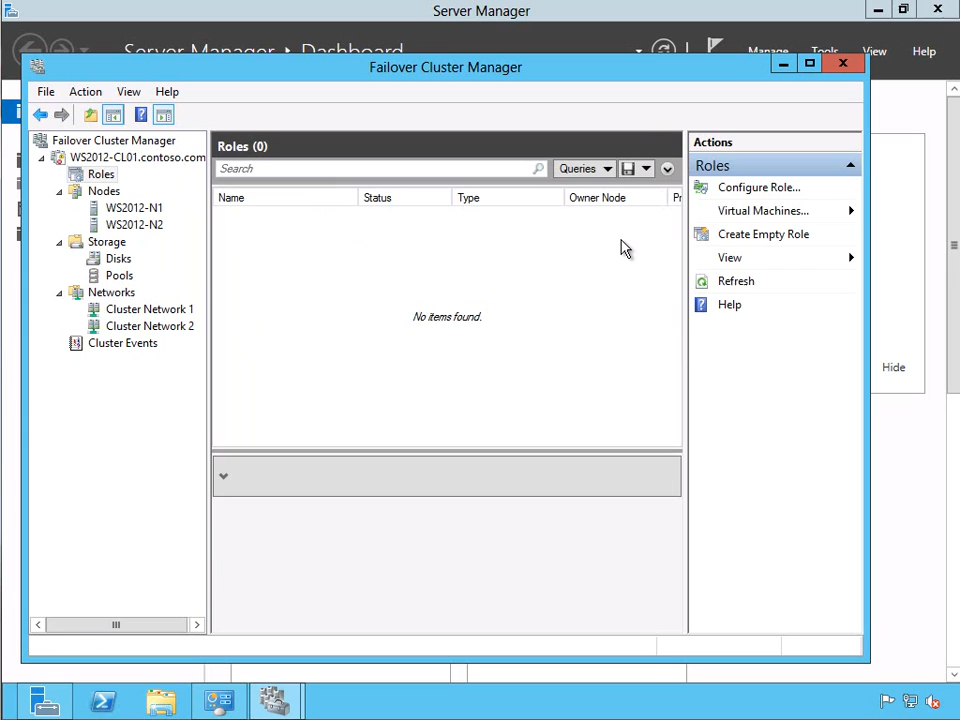 Server Manager
Server Manager • Dashboard
Manage Tools View Help
Failover Cluster Manager
File Action View Help
Failover Cluster Manager
WS2012-CL01.contoso.com
Roles
Nodes
WS2012-N1
WS2012-N2
Storage
Disks
Pools
Networks
Cluster Network 1
Cluster Network 2
Cluster Events
Roles (0)
Search
Queries
Name Status Type Owner Node Pr
No items found.
Actions
Roles
Configure Role...
Virtual Machines...
Create Empty Role
View
Refresh
Help
Hide